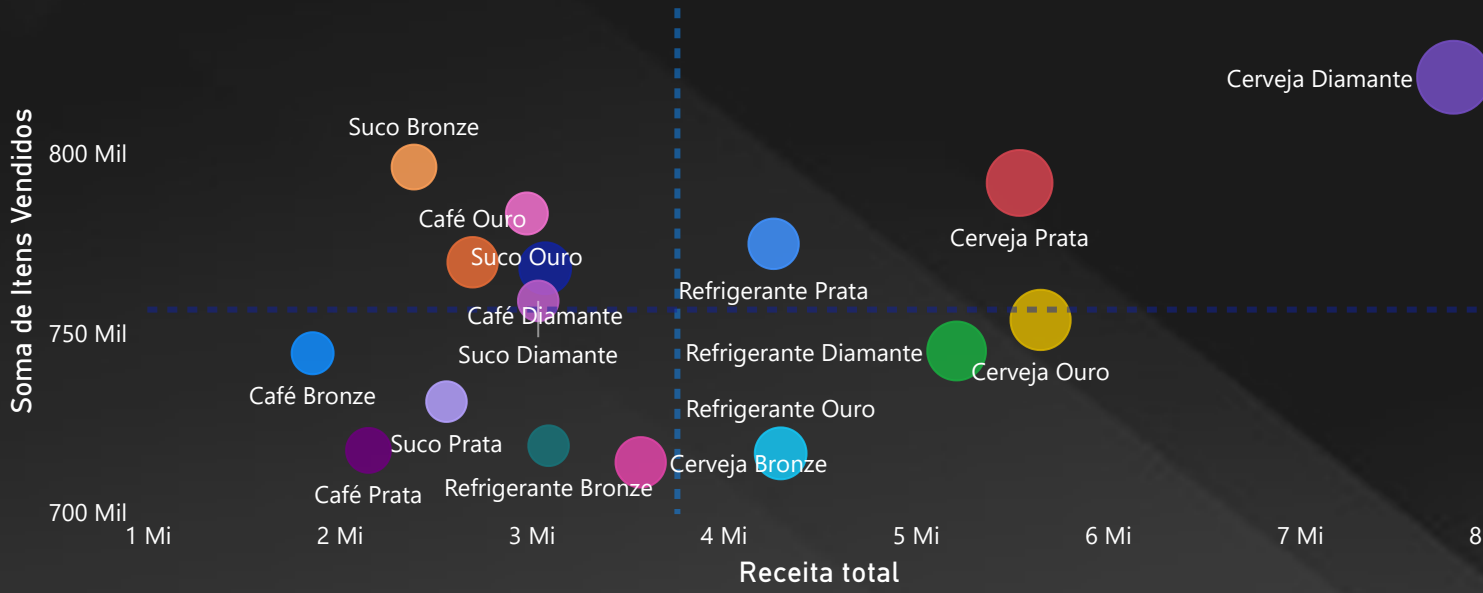 Soma de Itens Vendidos
800 Mil
750 Mil
700 Mil
Cerveja Diamante
Suco Bronze
Café Ouro
Cerveja Prata
Suco Ouro
Refrigerante Prata
Café Diamante
Suco Diamante
Refrigerante Diamante
Cerveja Ouro
Café Bronze
Refrigerante Ouro
Suco Prata
Cerveja Bronze
Café Prata
Refrigerante Bronze
1 Mi
2 Mi
3 Mi
4 Mi
5 Mi
6 Mi
7 Mi
8
Receita total